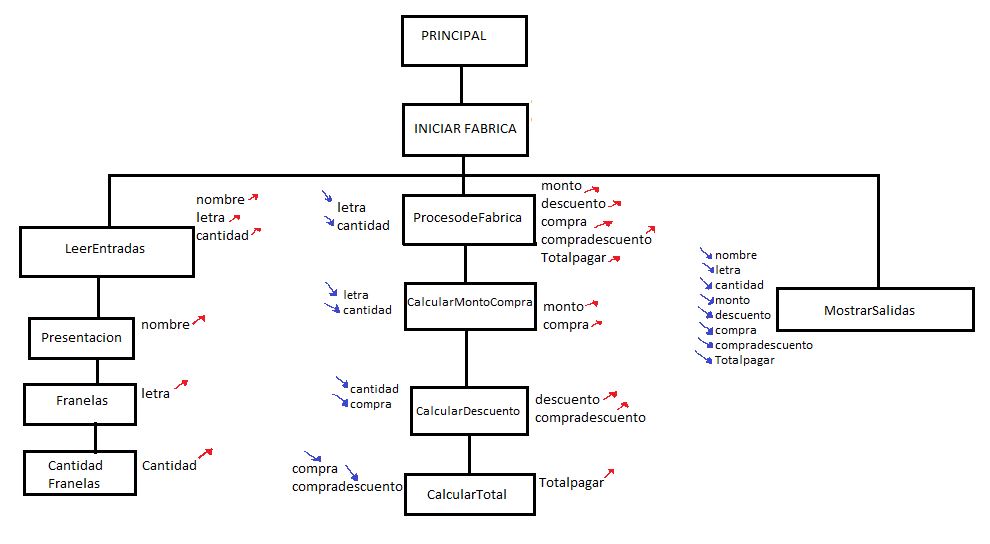 PRINCIPAL
INICIAR FABRICA
nombre
letra
cantidad
LeerEntradas
letra
cantidad
ProcesodeFabrica
monto
descuento
compra
compradescuento
Totalpagar
nombre
letra
cantidad
monto
descuento
compra
compradescuento
Totalpagar
MostrarSalidas
letra
cantidad
CalcularMontoCompra
monto
compra
Presentacion
nombre
Franelas
letra
cantidad
compra
CalcularDescuento
descuento
compradescuento
Cantidad
Franelas
Cantidad
compra
compradescuento
CalcularTotal
Totalpagar